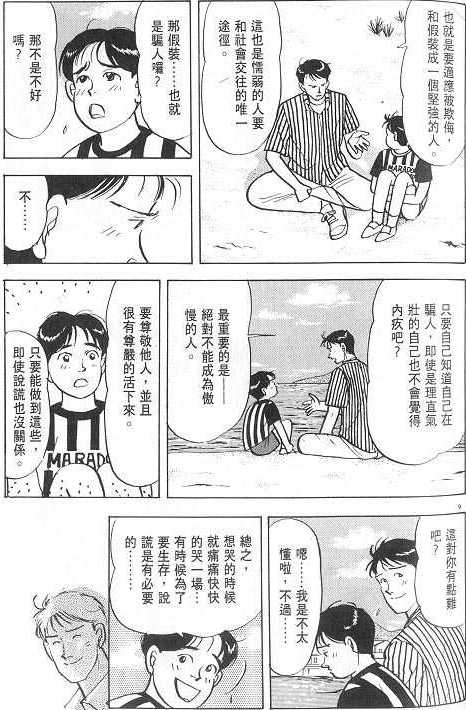 也就是要適應被欺侮，
和假裝成一個堅強的人。
這也是懦弱的人要
和社會交往的唯一
途徑。
MARADO
那假裝……也就
是騙人囉？
那不是不好
嗎？
不……
只要自己知道自己在
騙人，即使是理直氣
壯的自己也不會覺得
內疚吧？
最重要的是——
絕對不能成為傲
慢的人。
要尊敬他人，並且
很有尊嚴的活下來。
只要能做到這些，
即使說謊也沒關係。
MARADO
9
這對你有點難
吧？
嗯……我是不太
懂啦，不過……
總之，
想哭的時候
就痛痛快快
的哭一場…
有時候為了
要生存，說
謊是有必要
的……